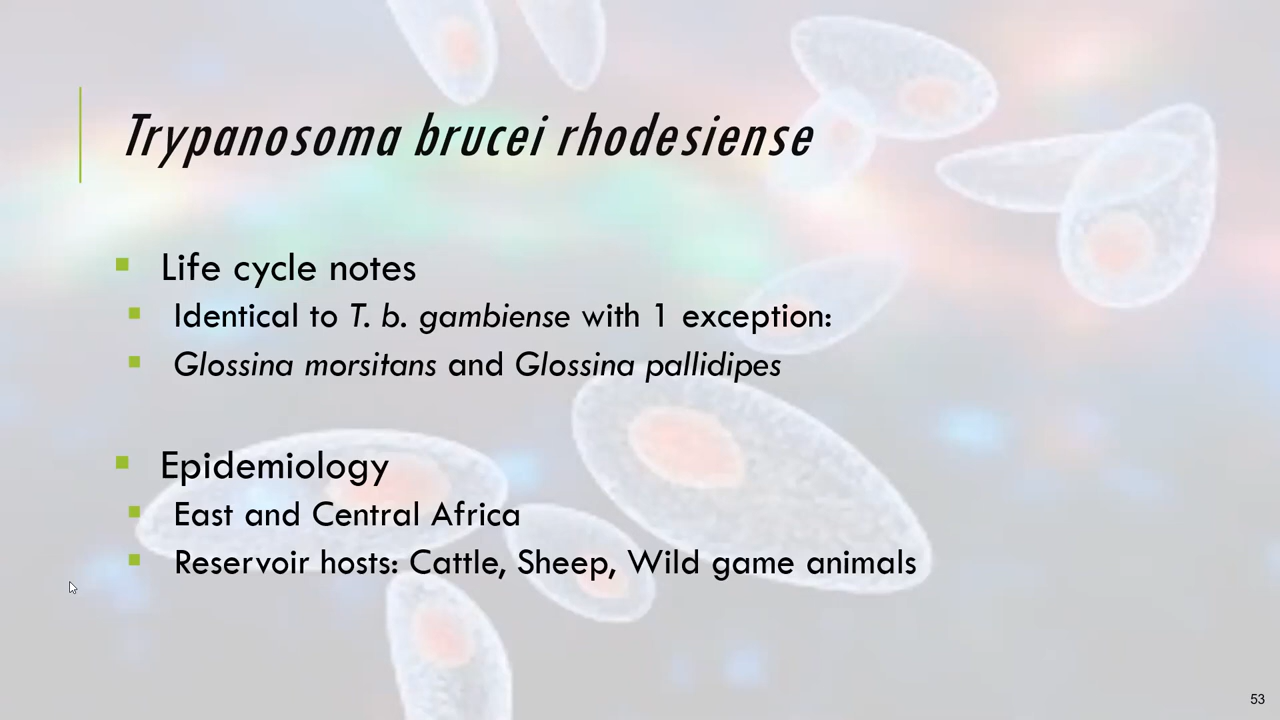 Trypanosoma brucei rhodesiense
Life cycle notes
Identical to T. b. gambiense with 1 exception:
Glossina morsitans and Glossina pallidipes
Epidemiology
East and Central Africa
Reservoir hosts: Cattle, Sheep, Wild game animals
53